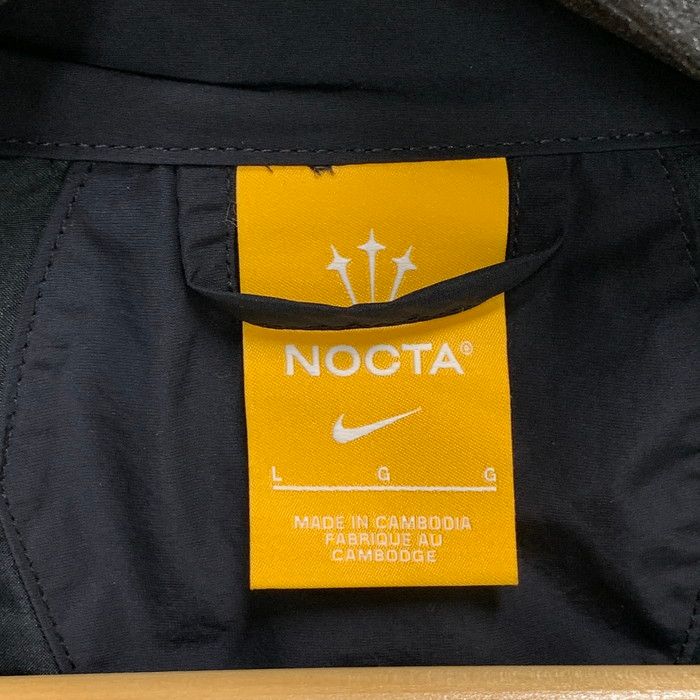 NOCTA®
L G G
MADE IN CAMBODIA
FABRIQUE AU
CAMBODGE